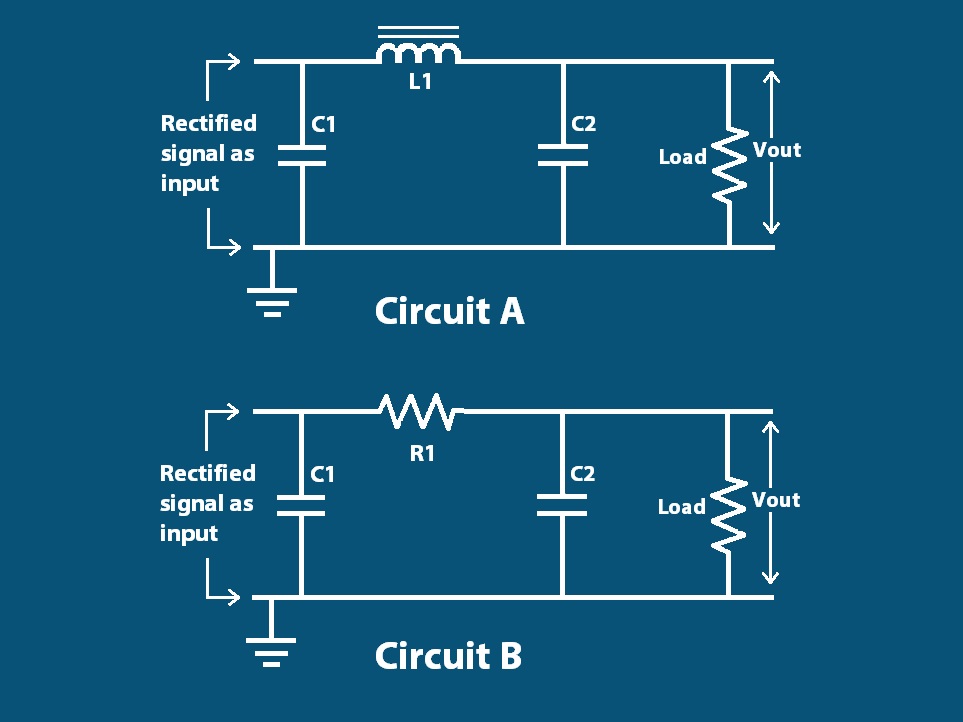 L1
Rectified
signal as
input
C1
C2
Load
Vout
Circuit A
R1
Rectified
signal as
input
C1
C2
Load
Vout
Circuit B